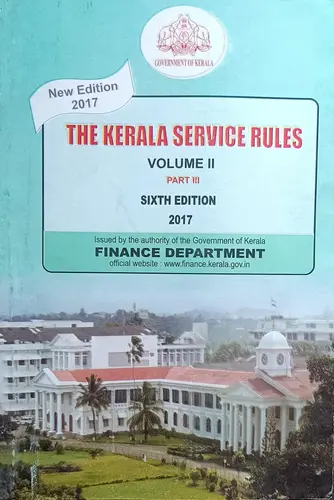 GOVERNMENT OF KERALA
New Edition
2017
THE KERALA SERVICE RULES
VOLUME II
PART III
SIXTH EDITION
2017
Issued by the authority of the Government of Kerala
FINANCE DEPARTMENT
official website : www.finance.kerala.gov.in